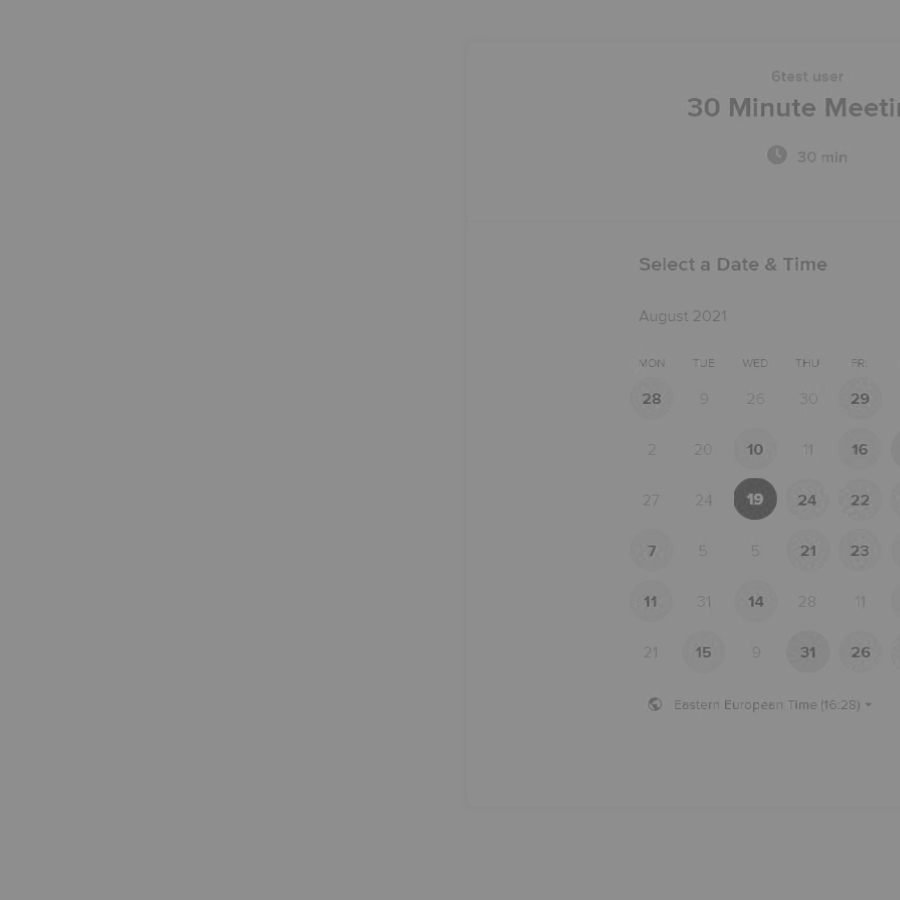 6test user
30 Minute Meeti
30 min
Select a Date & Time
August 2021
MON TUE WED THU FR
28 9 26 30 29
2 20 10 11 16
27 24 19 24 22
7 5 5 21 23
11 31 14 28 11
21 15 9 31 26
Eastern European Time (16:28)